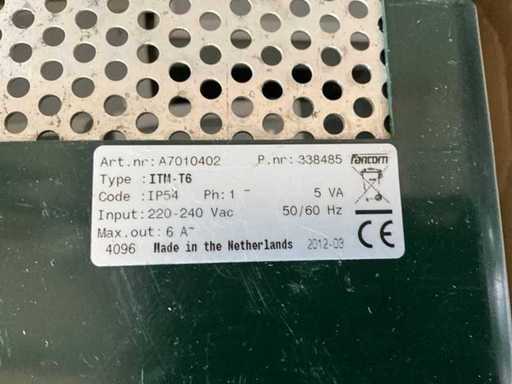 Art.nr: A7010402 P.nr: 338485 Fancom
Type : ITM-T6
Code : IP54 Ph: 1 ~ 5 VA
Input: 220-240 Vac 50/60 Hz
Max.out: 6 A~
4096 Made in the Netherlands 2012-03 CE